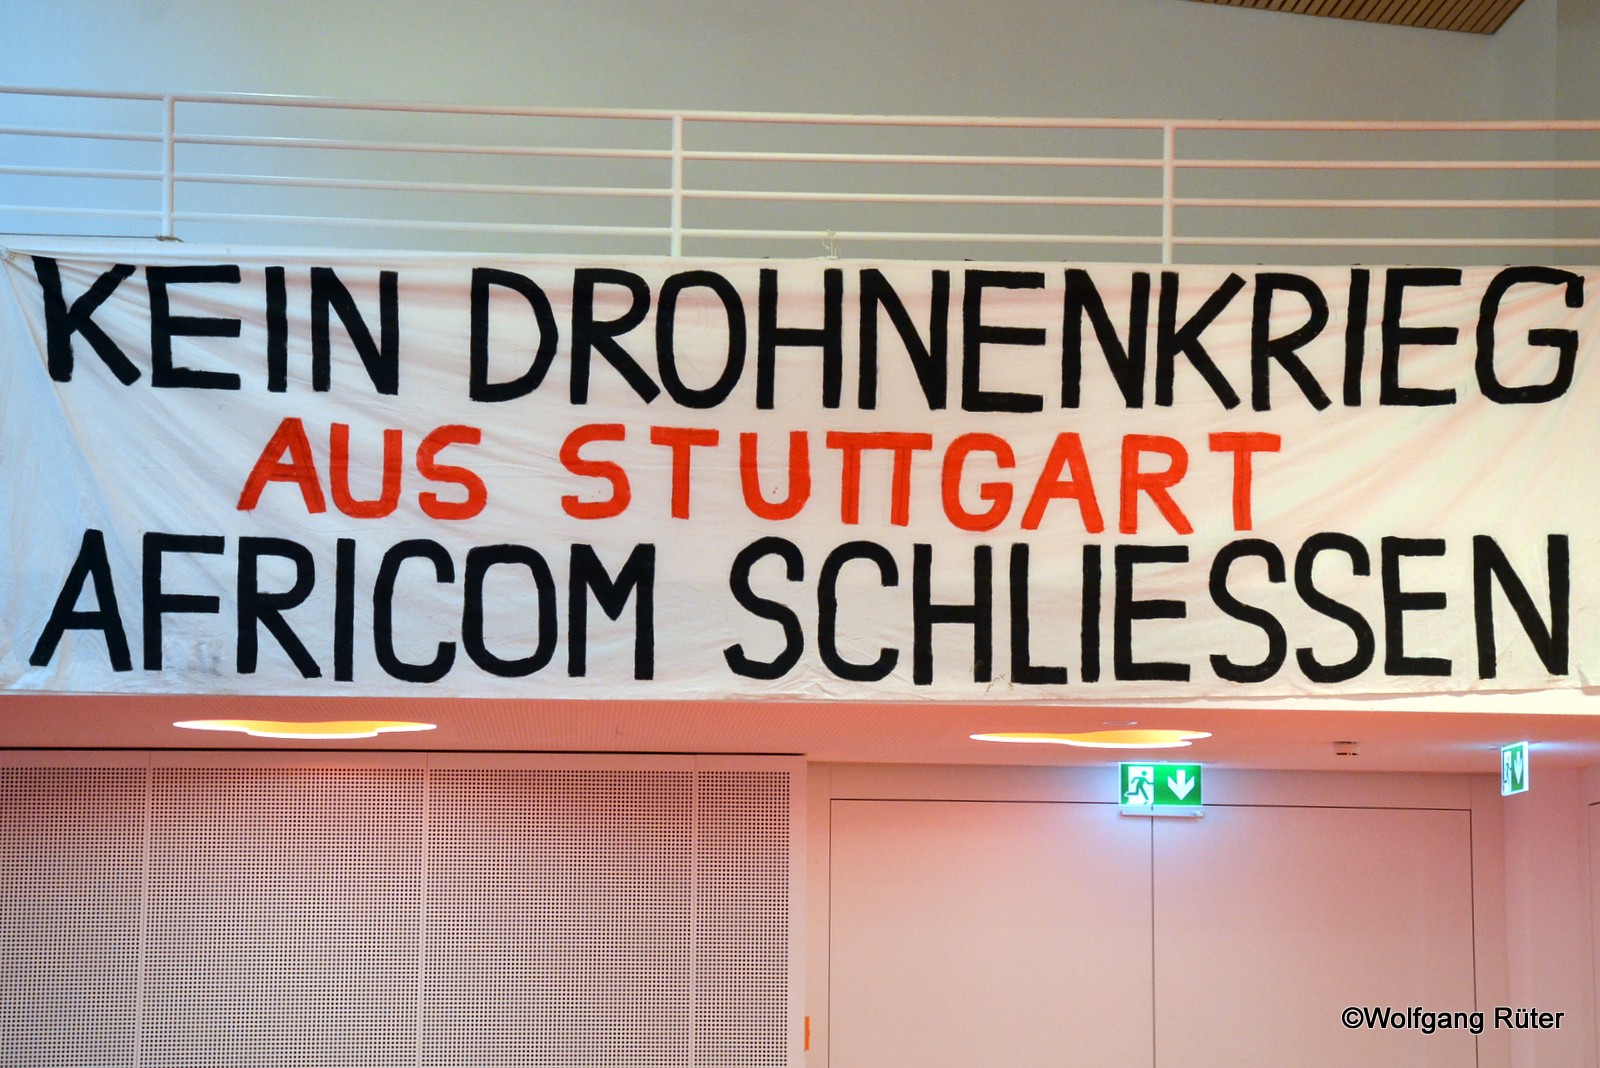 KEIN DROHNENKRIEG
AUS STUTTGART
AFRICOM SCHLIESSEN
©Wolfgang Rüter